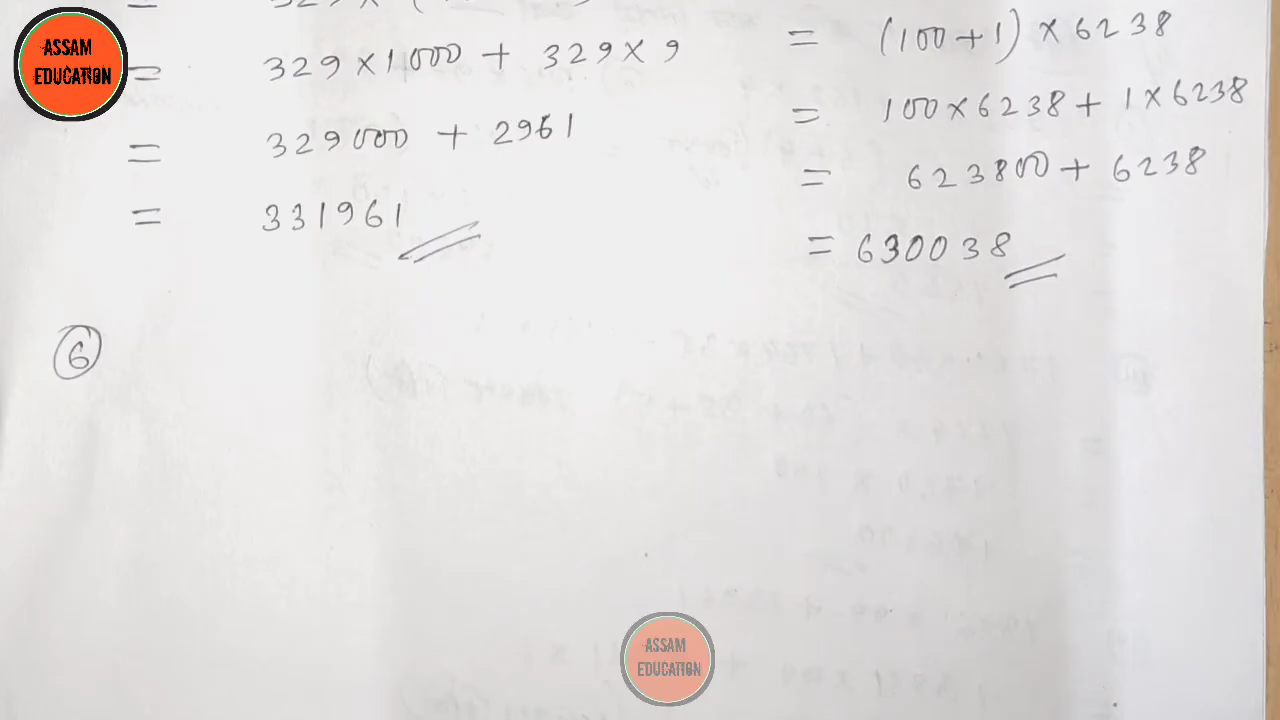 ASSAM
EDUCATION
= 329 × (
= 329 × 1000 + 329 × 9
= 329000 + 2961
= 331961
= (100 + 1) × 6238
= 100 × 6238 + 1 × 6238
= 623800 + 6238
= 630038
6
ASSAM
EDUCATION